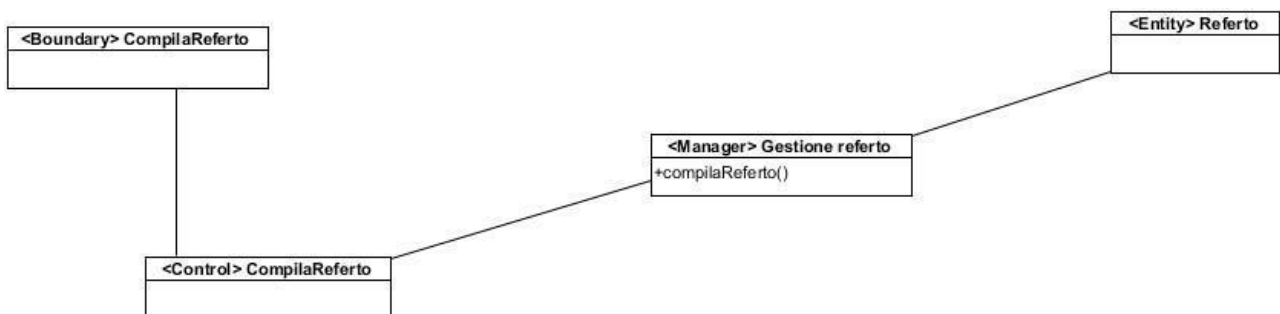 <Boundary> CompilaReferto
<Entity> Referto
<Manager> Gestione referto
+compilaReferto()
<Control> CompilaReferto